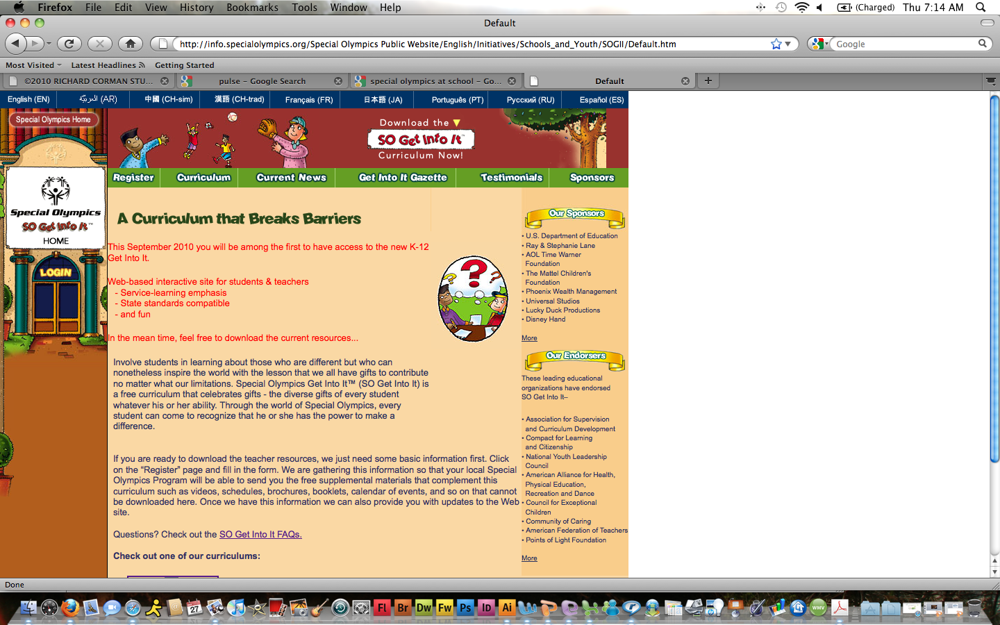 Firefox File Edit View History Bookmarks Tools Window Help (Charged) Thu 7:14 AM
Default
http://info.specialolympics.org/Special Olympics Public Website/English/Initiatives/Schools_and_Youth/SOGII/Default.htm Google
Most Visited Latest Headlines Getting Started
©2010 RICHARD CORMAN STU... pulse - Google Search special olympics at school - Go... Default
English (EN) العربيّة (AR) 中國 (CH-sim) 漢語 (CH-trad) Français (FR) 日本語 (JA) Português (PT) Русский (RU) Español (ES)
Special Olympics Home
Download the
SO Get Into It™
Curriculum Now!
Register Curriculum Current News Get Into It Gazette Testimonials Sponsors
Special Olympics
SO Get Into It™
HOME
LOGIN
A Curriculum that Breaks Barriers
This September 2010 you will be among the first to have access to the new K-12
Get Into It.
Web-based interactive site for students & teachers
- Service-learning emphasis
- State standards compatible
- and fun
In the mean time, feel free to download the current resources...
Involve students in learning about those who are different but who can
nonetheless inspire the world with the lesson that we all have gifts to contribute
no matter what our limitations. Special Olympics Get Into It™ (SO Get Into It) is
a free curriculum that celebrates gifts - the diverse gifts of every student
whatever his or her ability. Through the world of Special Olympics, every
student can come to recognize that he or she has the power to make a
difference.
If you are ready to download the teacher resources, we just need some basic information first. Click
on the “Register” page and fill in the form. We are gathering this information so that your local Special
Olympics Program will be able to send you the free supplemental materials that complement this
curriculum such as videos, schedules, brochures, booklets, calendar of events, and so on that cannot
be downloaded here. Once we have this information we can also provide you with updates to the Web
site.
Questions? Check out the SO Get Into It FAQs.
Check out one of our curriculums:
Our Sponsors
• U.S. Department of Education
• Ray & Stephanie Lane
• AOL Time Warner
Foundation
• The Mattel Children's
Foundation
• Phoenix Wealth Management
• Universal Studios
• Lucky Duck Productions
• Disney Hand
More
Our Endorsers
These leading educational
organizations have endorsed
SO Get Into It–
• Association for Supervision
and Curriculum Development
• Compact for Learning
and Citizenship
• National Youth Leadership
Council
• American Alliance for Health,
Physical Education,
Recreation and Dance
• Council for Exceptional
Children
• Community of Caring
• American Federation of Teachers
• Points of Light Foundation
More
Done
27 Fl Br Dw Fw Ps ID Ai WMV